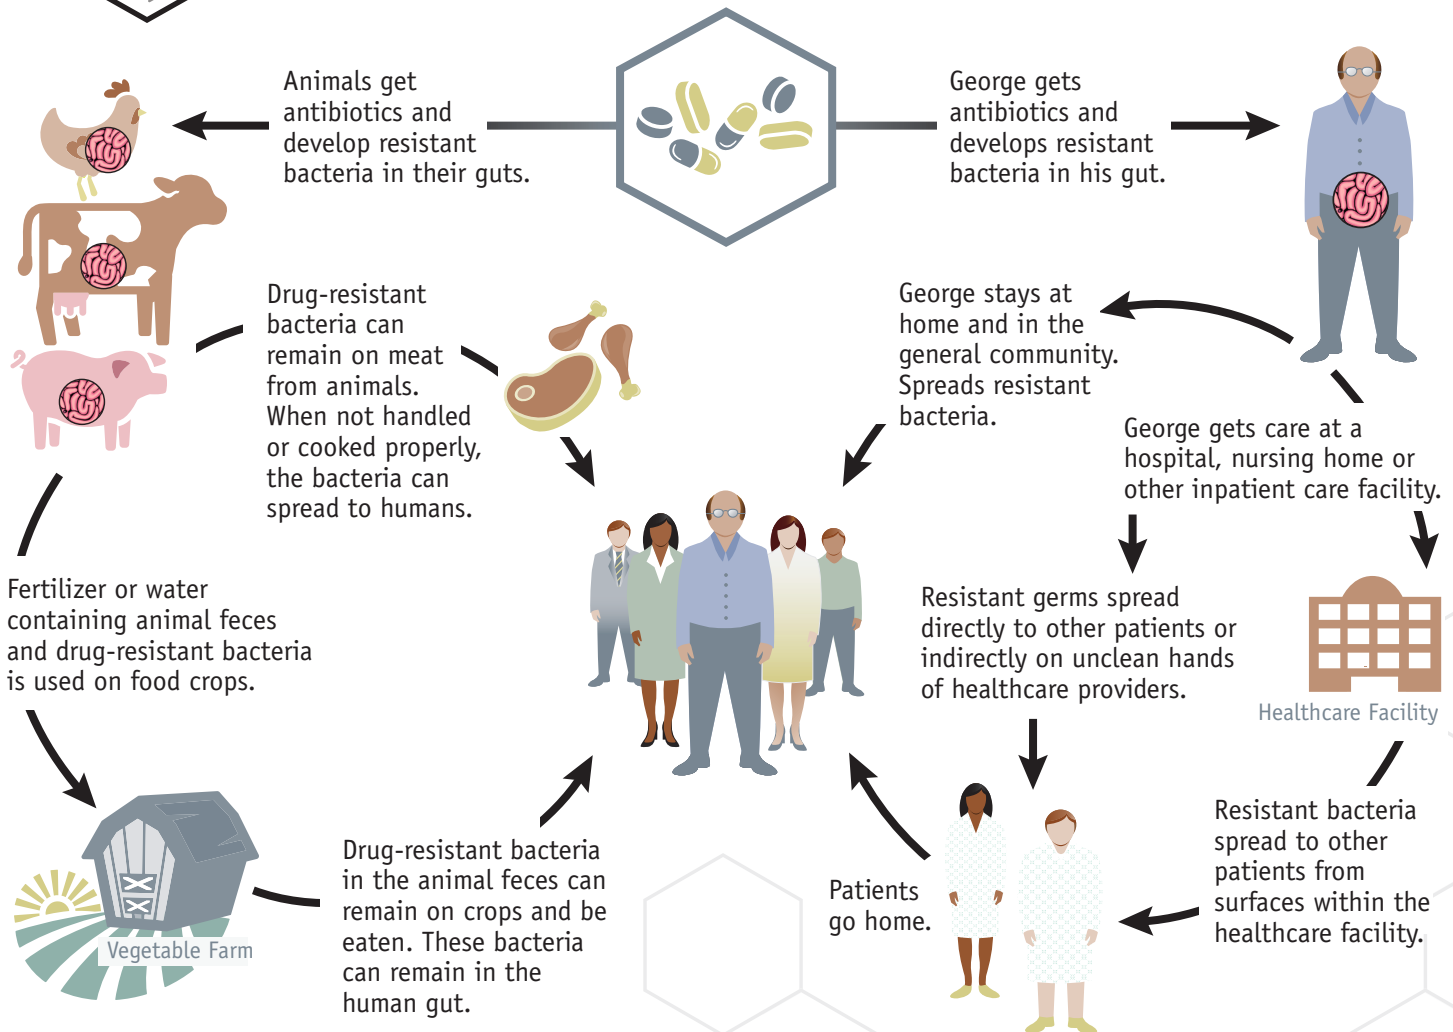 Animals get
antibiotics and
develop resistant
bacteria in their guts.
George gets
antibiotics and
develops resistant
bacteria in his gut.
Drug-resistant
bacteria can
remain on meat
from animals.
When not handled
or cooked properly,
the bacteria can
spread to humans.
George stays at
home and in the
general community.
Spreads resistant
bacteria.
George gets care at a
hospital, nursing home or
other inpatient care facility.
Fertilizer or water
containing animal feces
and drug-resistant bacteria
is used on food crops.
Resistant germs spread
directly to other patients or
indirectly on unclean hands
of healthcare providers.
Healthcare Facility
Vegetable Farm
Drug-resistant bacteria
in the animal feces can
remain on crops and be
eaten. These bacteria
can remain in the
human gut.
Patients
go home.
Resistant bacteria
spread to other
patients from
surfaces within the
healthcare facility.